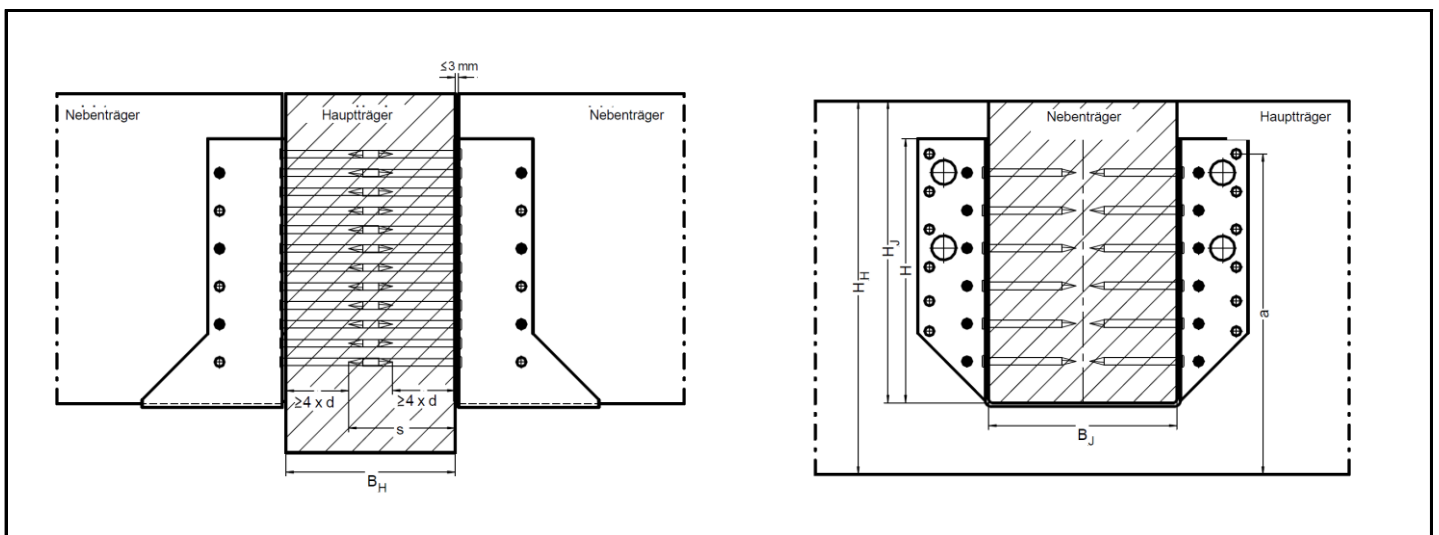 ≤3 mm
Nebenträger
Hauptträger
Nebenträger
≥4 x d
≥4 x d
s
B_H
Nebenträger
Hauptträger
H_H
H_J
H
a
B_J